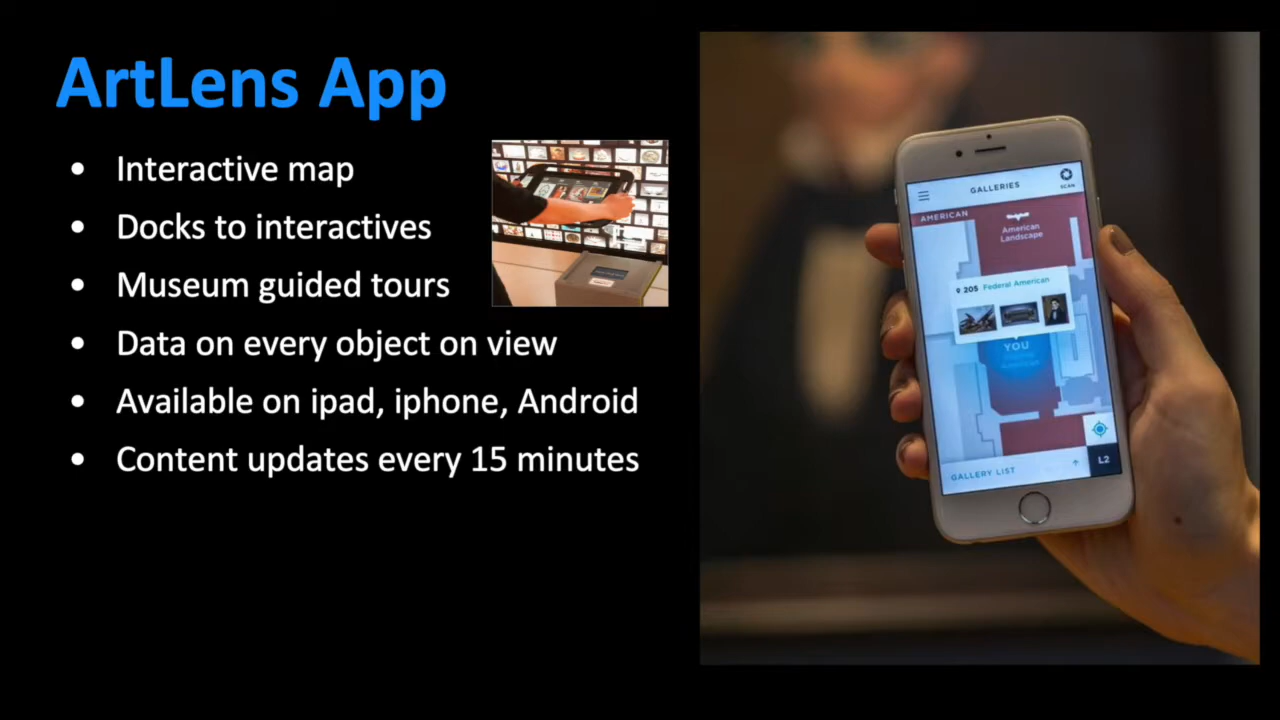 ArtLens App
• Interactive map
• Docks to interactives
• Museum guided tours
• Data on every object on view
• Available on ipad, iphone, Android
• Content updates every 15 minutes
GALLERIES
SCAN
AMERICAN
American
Landscape
205 Federal American
YOU
GALLERY LIST
L2